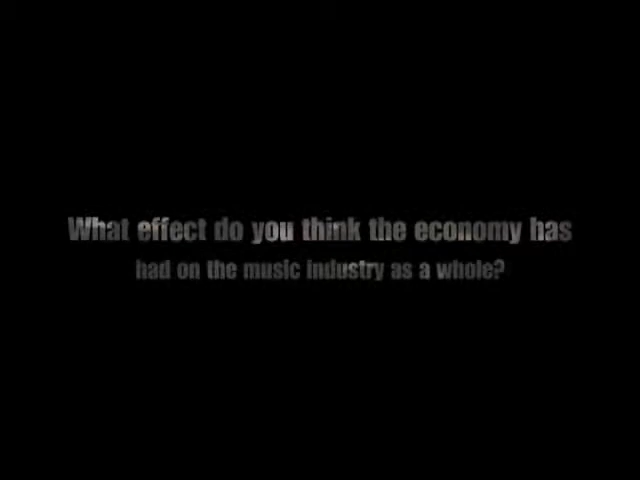 What effect do you think the economy has
had on the music industry as a whole?